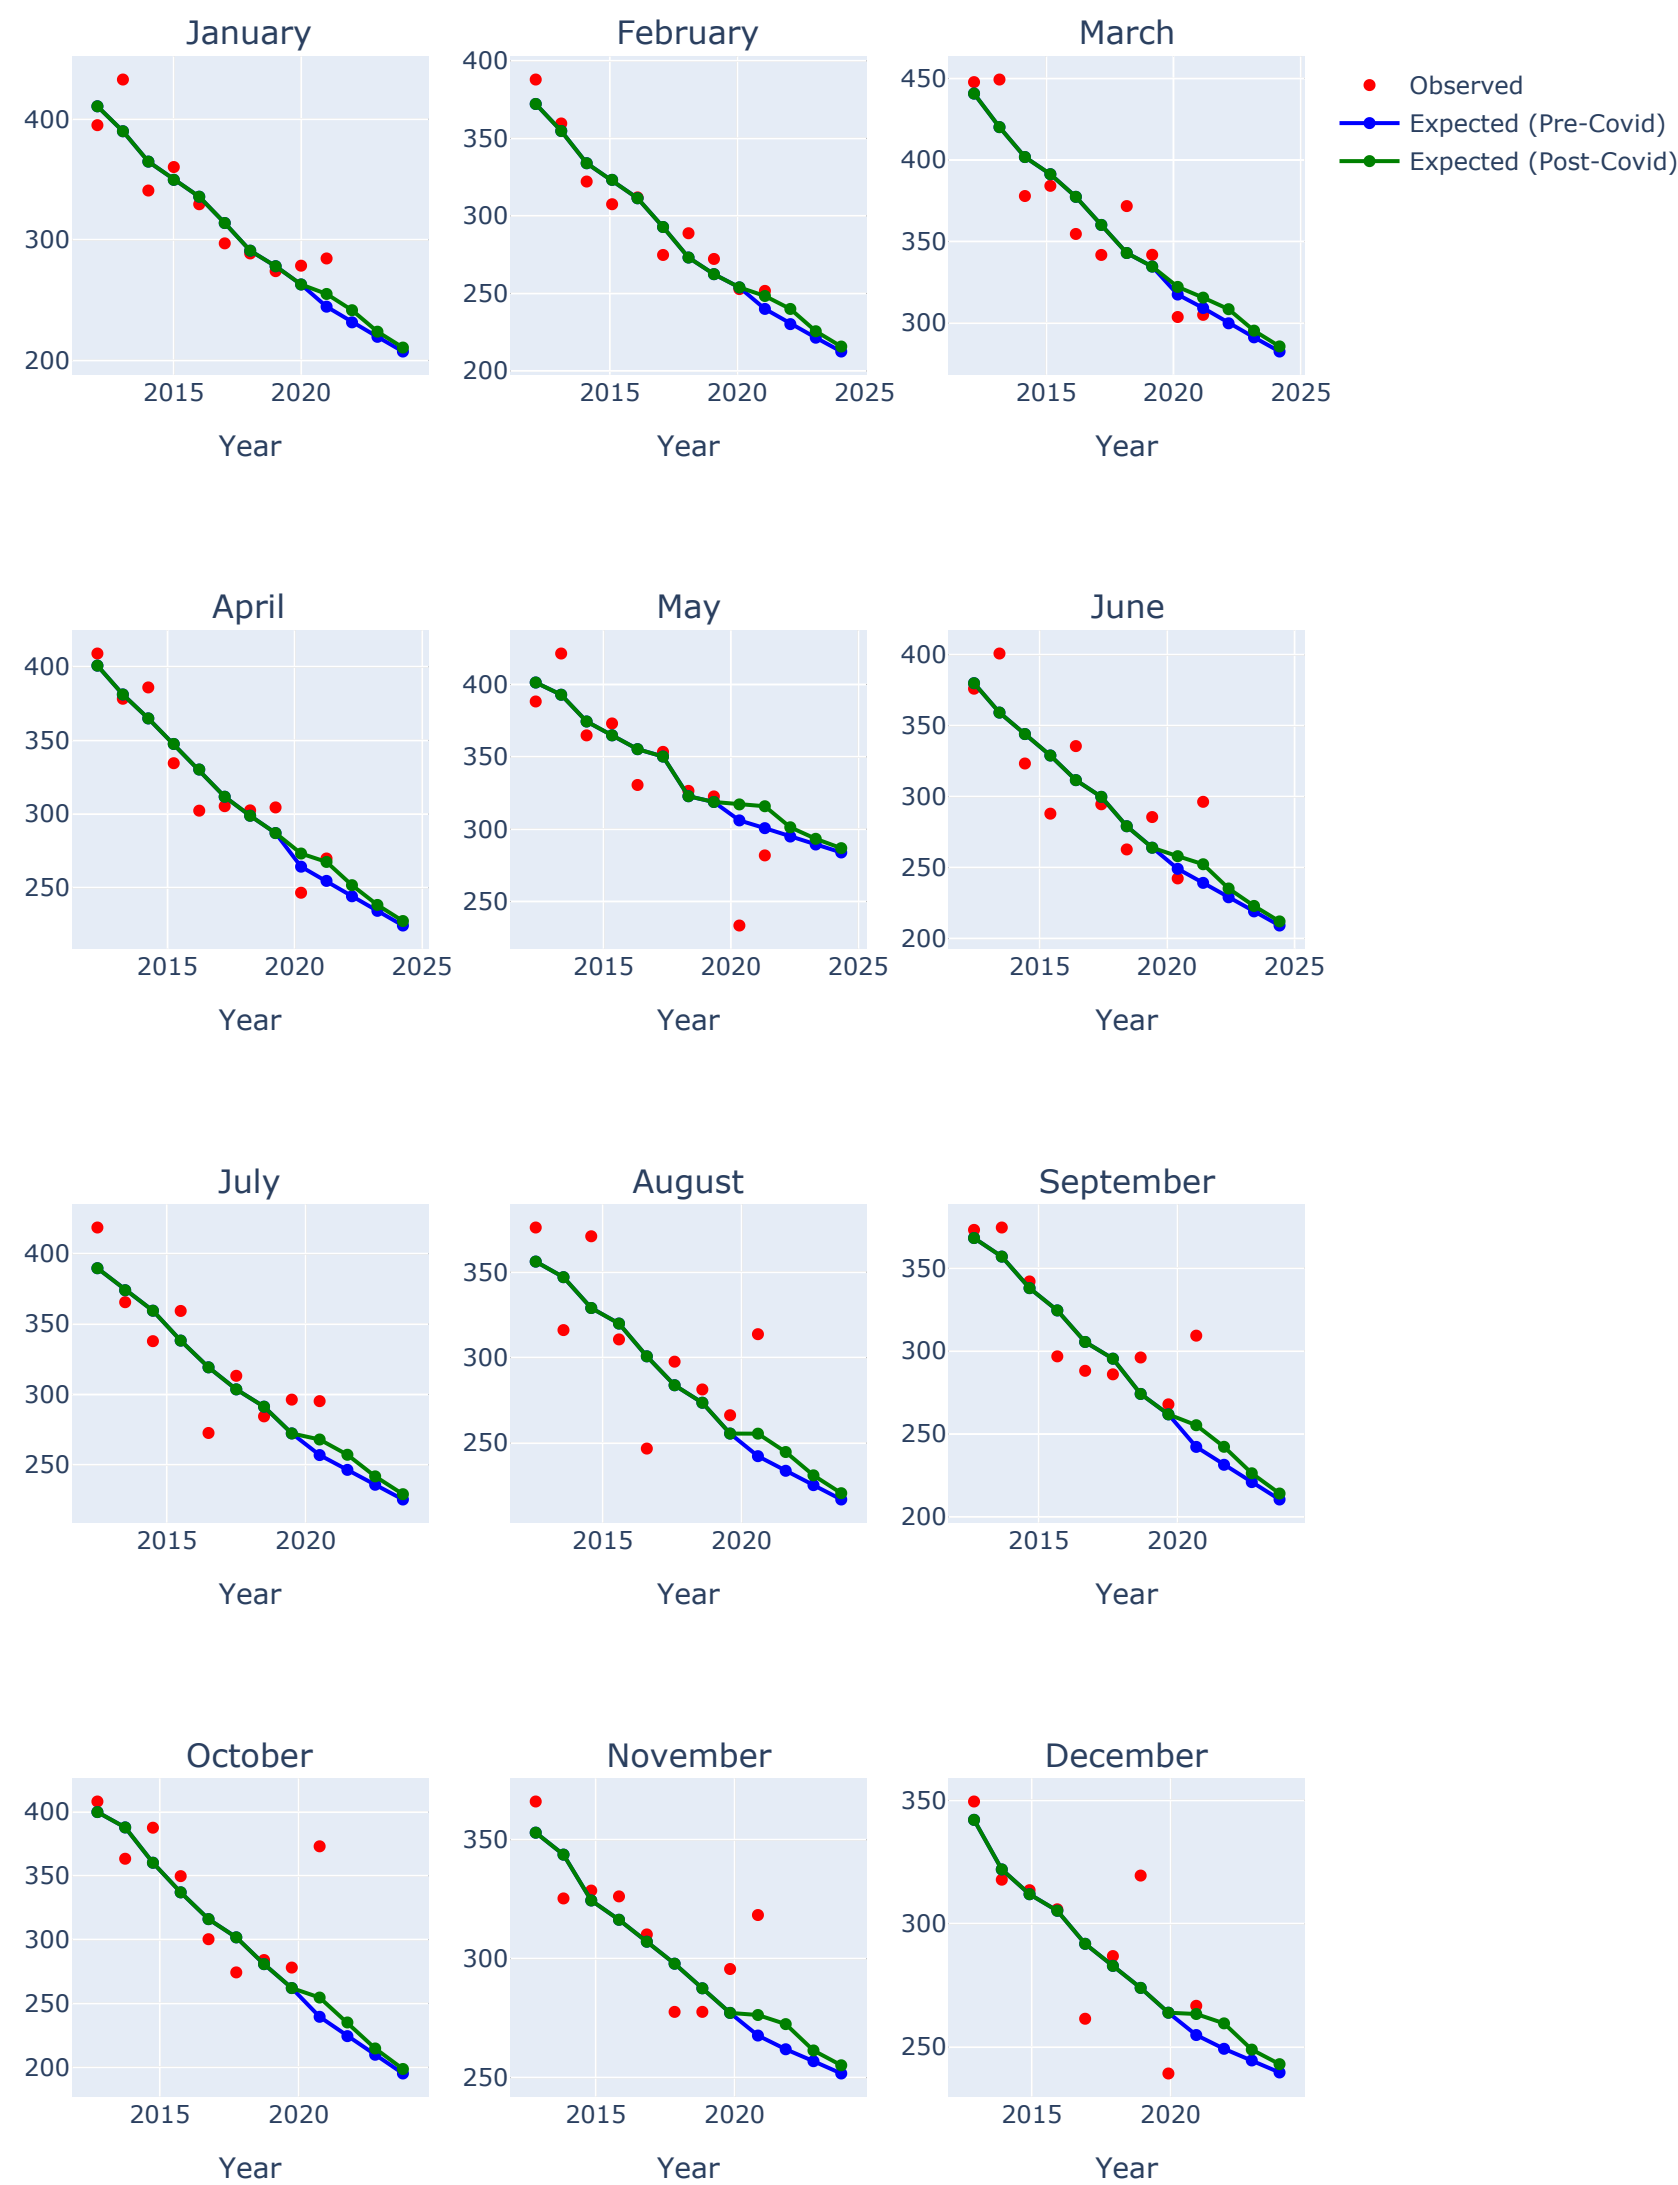 January
February
March
400
300
200
2015
2020
Year
400
350
300
250
200
2015
2020
2025
Year
450
400
350
300
2015
2020
2025
Year
Observed
Expected (Pre-Covid)
Expected (Post-Covid)
April
May
June
400
350
300
250
2015
2020
2025
Year
400
350
300
250
2015
2020
2025
Year
400
350
300
250
200
2015
2020
2025
Year
July
August
September
400
350
300
250
2015
2020
Year
350
300
250
2015
2020
Year
350
300
250
200
2015
2020
Year
October
November
December
400
350
300
250
200
2015
2020
Year
350
300
250
2015
2020
Year
350
300
250
2015
2020
Year